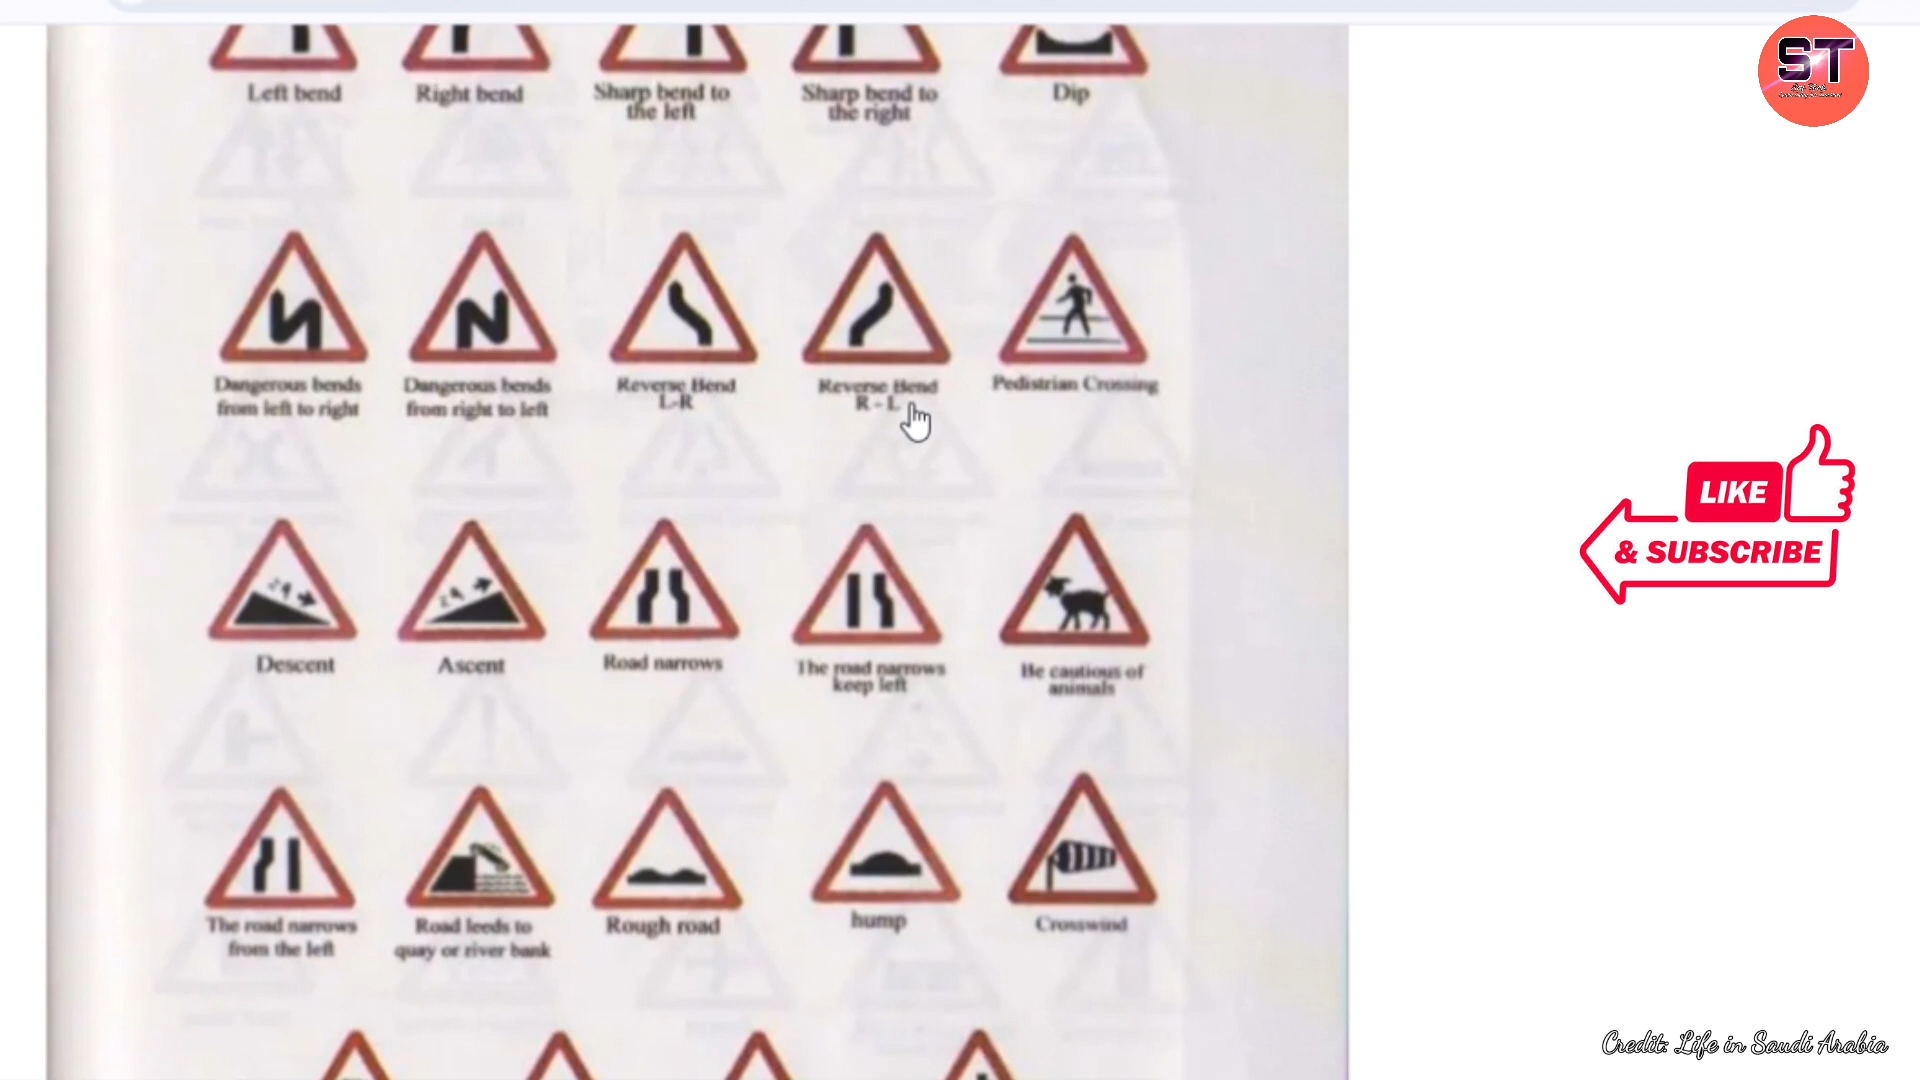 ST
Left bend
Right bend
Sharp bend to
the left
Sharp bend to
the right
Dip
Dangerous bends
from left to right
Dangerous bends
from right to left
Reverse Bend
L-R
Reverse Bend
R - L
Pedistrian Crossing
LIKE
& SUBSCRIBE
Descent
Ascent
Road narrows
The road narrows
keep left
Be cautious of
animals
The road narrows
from the left
Road leeds to
quay or river bank
Rough road
hump
Crosswind
Credit: Life in Saudi Arabia